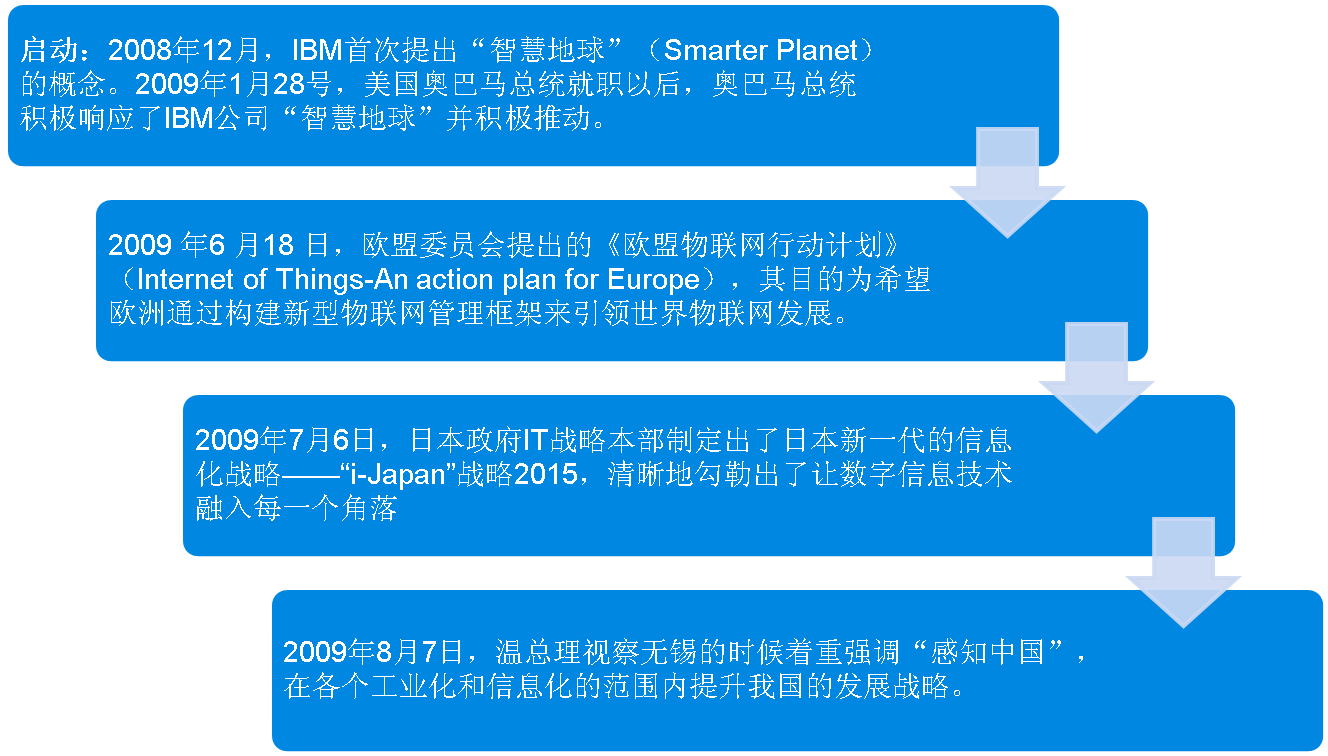 启动：2008年12月，IBM首次提出“智慧地球”（Smarter Planet）
的概念。2009年1月28号，美国奥巴马总统就职以后，奥巴马总统
积极响应了IBM公司“智慧地球”并积极推动。
2009 年6 月18 日，欧盟委员会提出的《欧盟物联网行动计划》
（Internet of Things-An action plan for Europe），其目的为希望
欧洲通过构建新型物联网管理框架来引领世界物联网发展。
2009年7月6日，日本政府IT战略本部制定出了日本新一代的信息
化战略——“i-Japan”战略2015，清晰地勾勒出了让数字信息技术
融入每一个角落
2009年8月7日，温总理视察无锡的时候着重强调“感知中国”，
在各个工业化和信息化的范围内提升我国的发展战略。